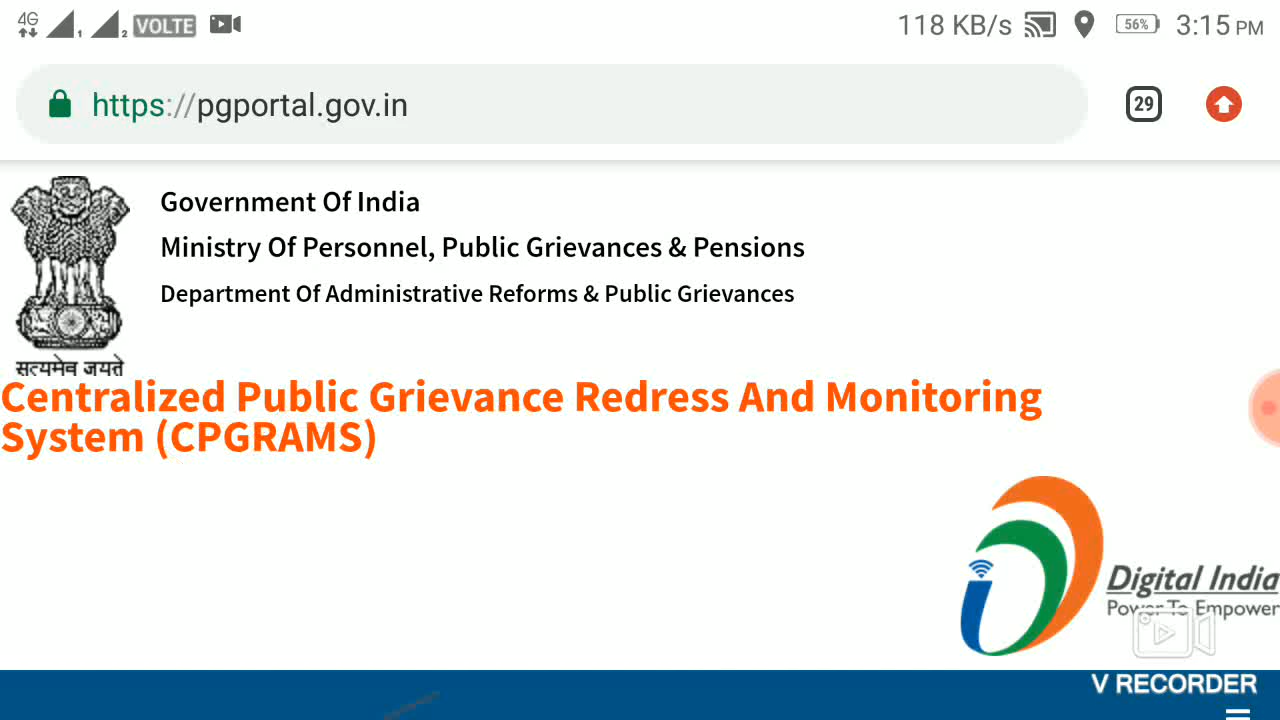 4G 1 2 VOLTE 118 KB/s 56% 3:15 PM
https://pgportal.gov.in 29
Government Of India
Ministry Of Personnel, Public Grievances & Pensions
Department Of Administrative Reforms & Public Grievances
सत्यमेव जयते
Centralized Public Grievance Redress And Monitoring
System (CPGRAMS)
Digital India
Power To Empower
V RECORDER